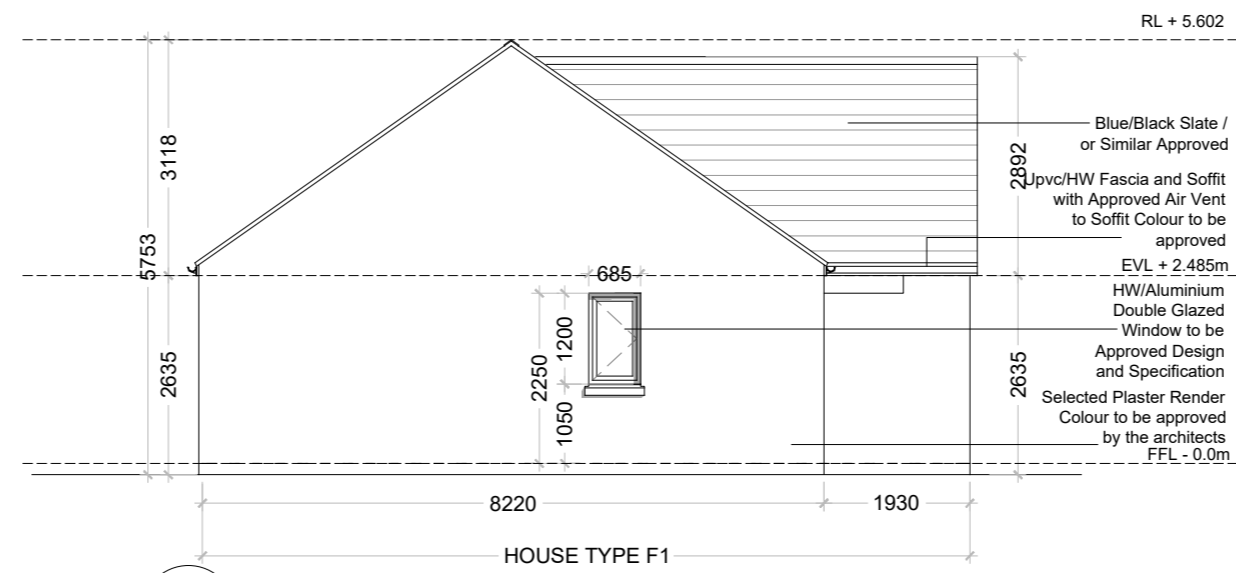 RL + 5.602
3118
5753
2635
2892
2635
Blue/Black Slate /
or Similar Approved
Upvc/HW Fascia and Soffit
with Approved Air Vent
to Soffit Colour to be
approved
EVL + 2.485m
685
1200
2250
1050
HW/Aluminium
Double Glazed
Window to be
Approved Design
and Specification
Selected Plaster Render
Colour to be approved
by the architects
FFL - 0.0m
8220
1930
HOUSE TYPE F1